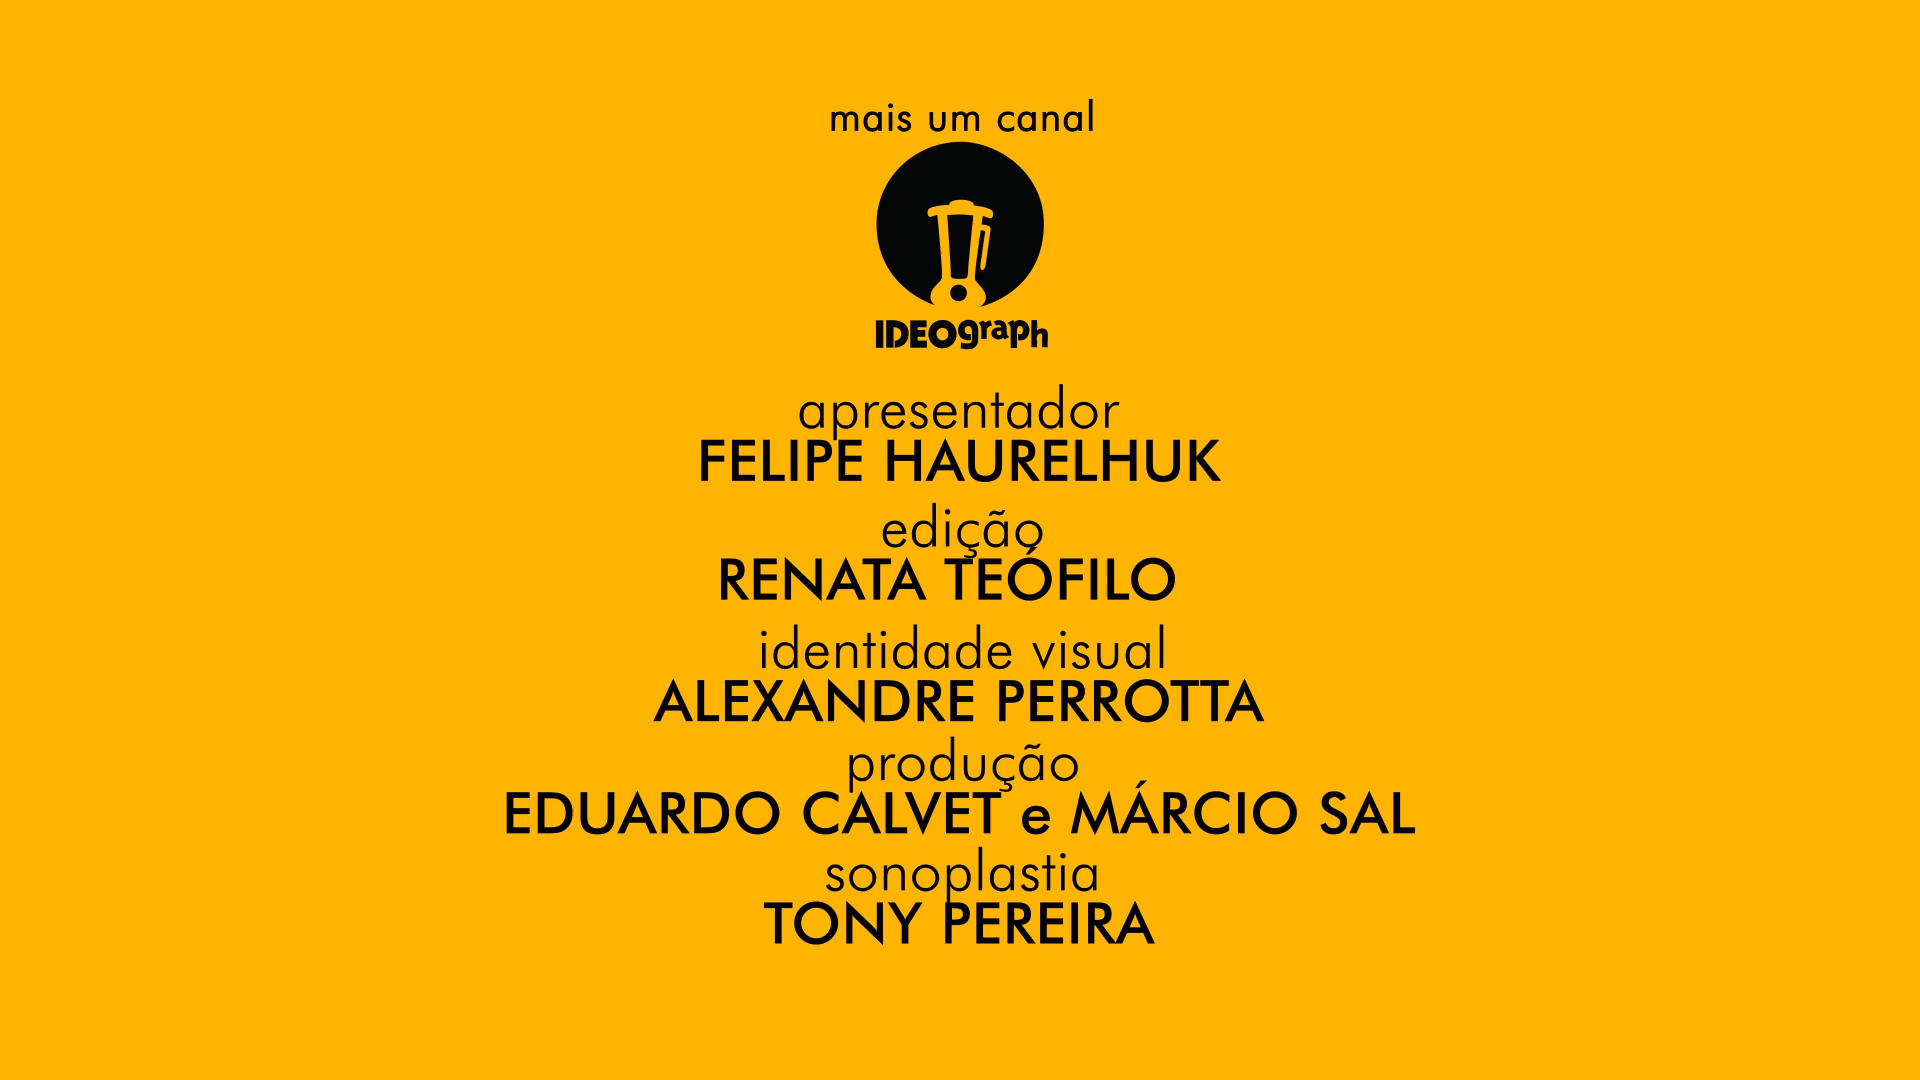 mais um canal
IDEOgraph
apresentador
FELIPE HAURELHUK
edição
RENATA TEÓFILO
identidade visual
ALEXANDRE PERROTTA
produção
EDUARDO CALVET e MÁRCIO SAL
sonoplastia
TONY PEREIRA